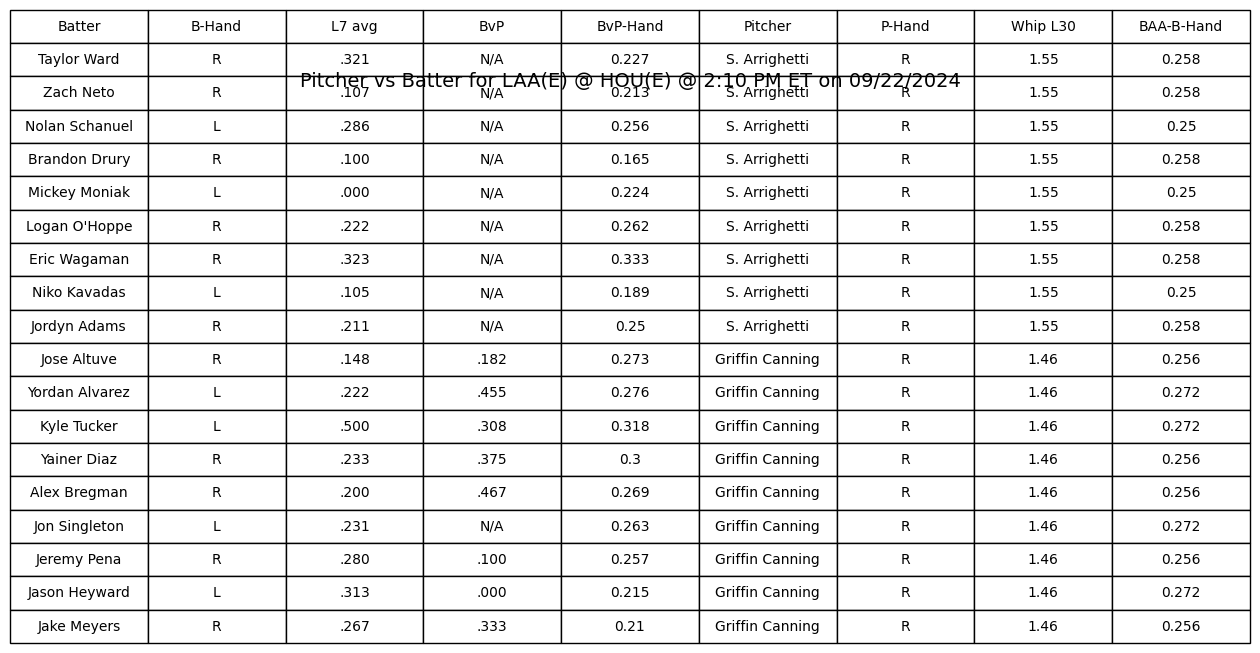 Batter B-Hand L7 avg BvP BvP-Hand Pitcher P-Hand Whip L30 BAA-B-Hand
Taylor Ward R .321 N/A 0.227 S. Arrighetti R 1.55 0.258
Pitcher vs Batter for LAA(E) @ HOU(E) @ 2:10 PM ET on 09/22/2024
Zach Neto R .107 N/A 0.213 S. Arrighetti R 1.55 0.258
Nolan Schanuel L .286 N/A 0.256 S. Arrighetti R 1.55 0.25
Brandon Drury R .100 N/A 0.165 S. Arrighetti R 1.55 0.258
Mickey Moniak L .000 N/A 0.224 S. Arrighetti R 1.55 0.25
Logan O'Hoppe R .222 N/A 0.262 S. Arrighetti R 1.55 0.258
Eric Wagaman R .323 N/A 0.333 S. Arrighetti R 1.55 0.258
Niko Kavadas L .105 N/A 0.189 S. Arrighetti R 1.55 0.25
Jordyn Adams R .211 N/A 0.25 S. Arrighetti R 1.55 0.258
Jose Altuve R .148 .182 0.273 Griffin Canning R 1.46 0.256
Yordan Alvarez L .222 .455 0.276 Griffin Canning R 1.46 0.272
Kyle Tucker L .500 .308 0.318 Griffin Canning R 1.46 0.272
Yainer Diaz R .233 .375 0.3 Griffin Canning R 1.46 0.256
Alex Bregman R .200 .467 0.269 Griffin Canning R 1.46 0.256
Jon Singleton L .231 N/A 0.263 Griffin Canning R 1.46 0.272
Jeremy Pena R .280 .100 0.257 Griffin Canning R 1.46 0.256
Jason Heyward L .313 .000 0.215 Griffin Canning R 1.46 0.272
Jake Meyers R .267 .333 0.21 Griffin Canning R 1.46 0.256